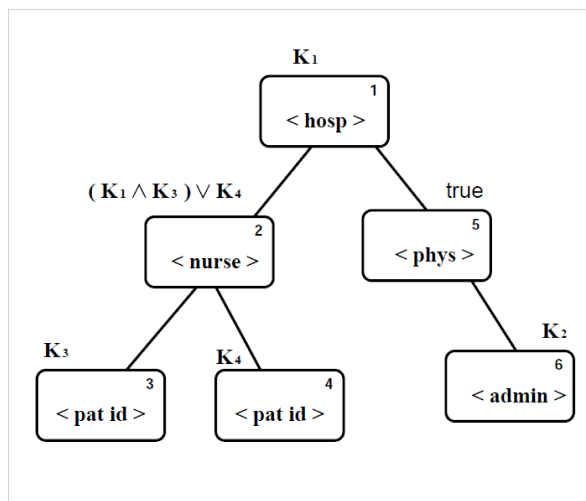 K₁
1
< hosp >
( K₁ ∧ K₃ ) ∨ K₄
true
2
< nurse >
5
< phys >
K₃
K₄
K₂
3
< pat id >
4
< pat id >
6
< admin >